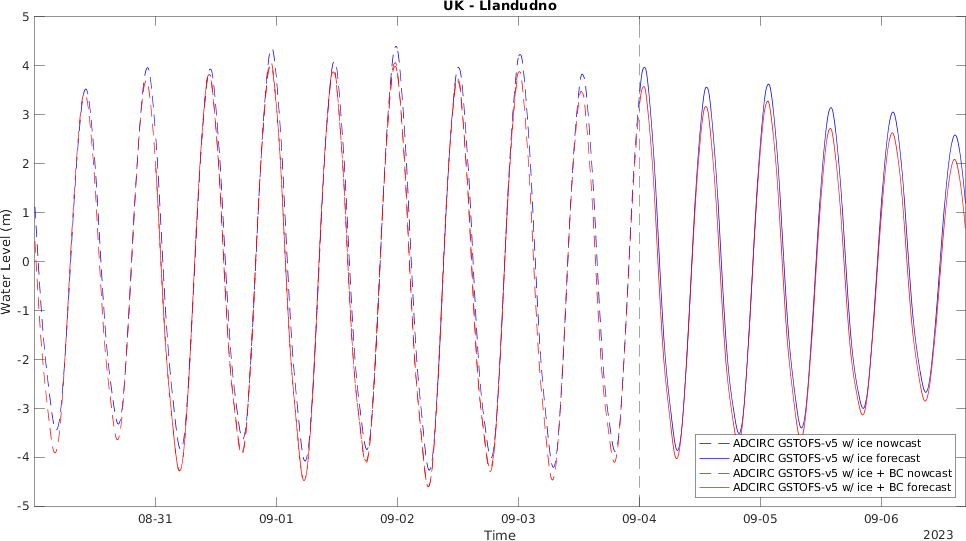 UK - Llandudno
5
4
3
2
1
0
-1
-2
-3
-4
-5
Water Level (m)
ADCIRC GSTOFS-v5 w/ ice nowcast
ADCIRC GSTOFS-v5 w/ ice forecast
ADCIRC GSTOFS-v5 w/ ice + BC nowcast
ADCIRC GSTOFS-v5 w/ ice + BC forecast
08-31 09-01 09-02 09-03 09-04 09-05 09-06
Time
2023